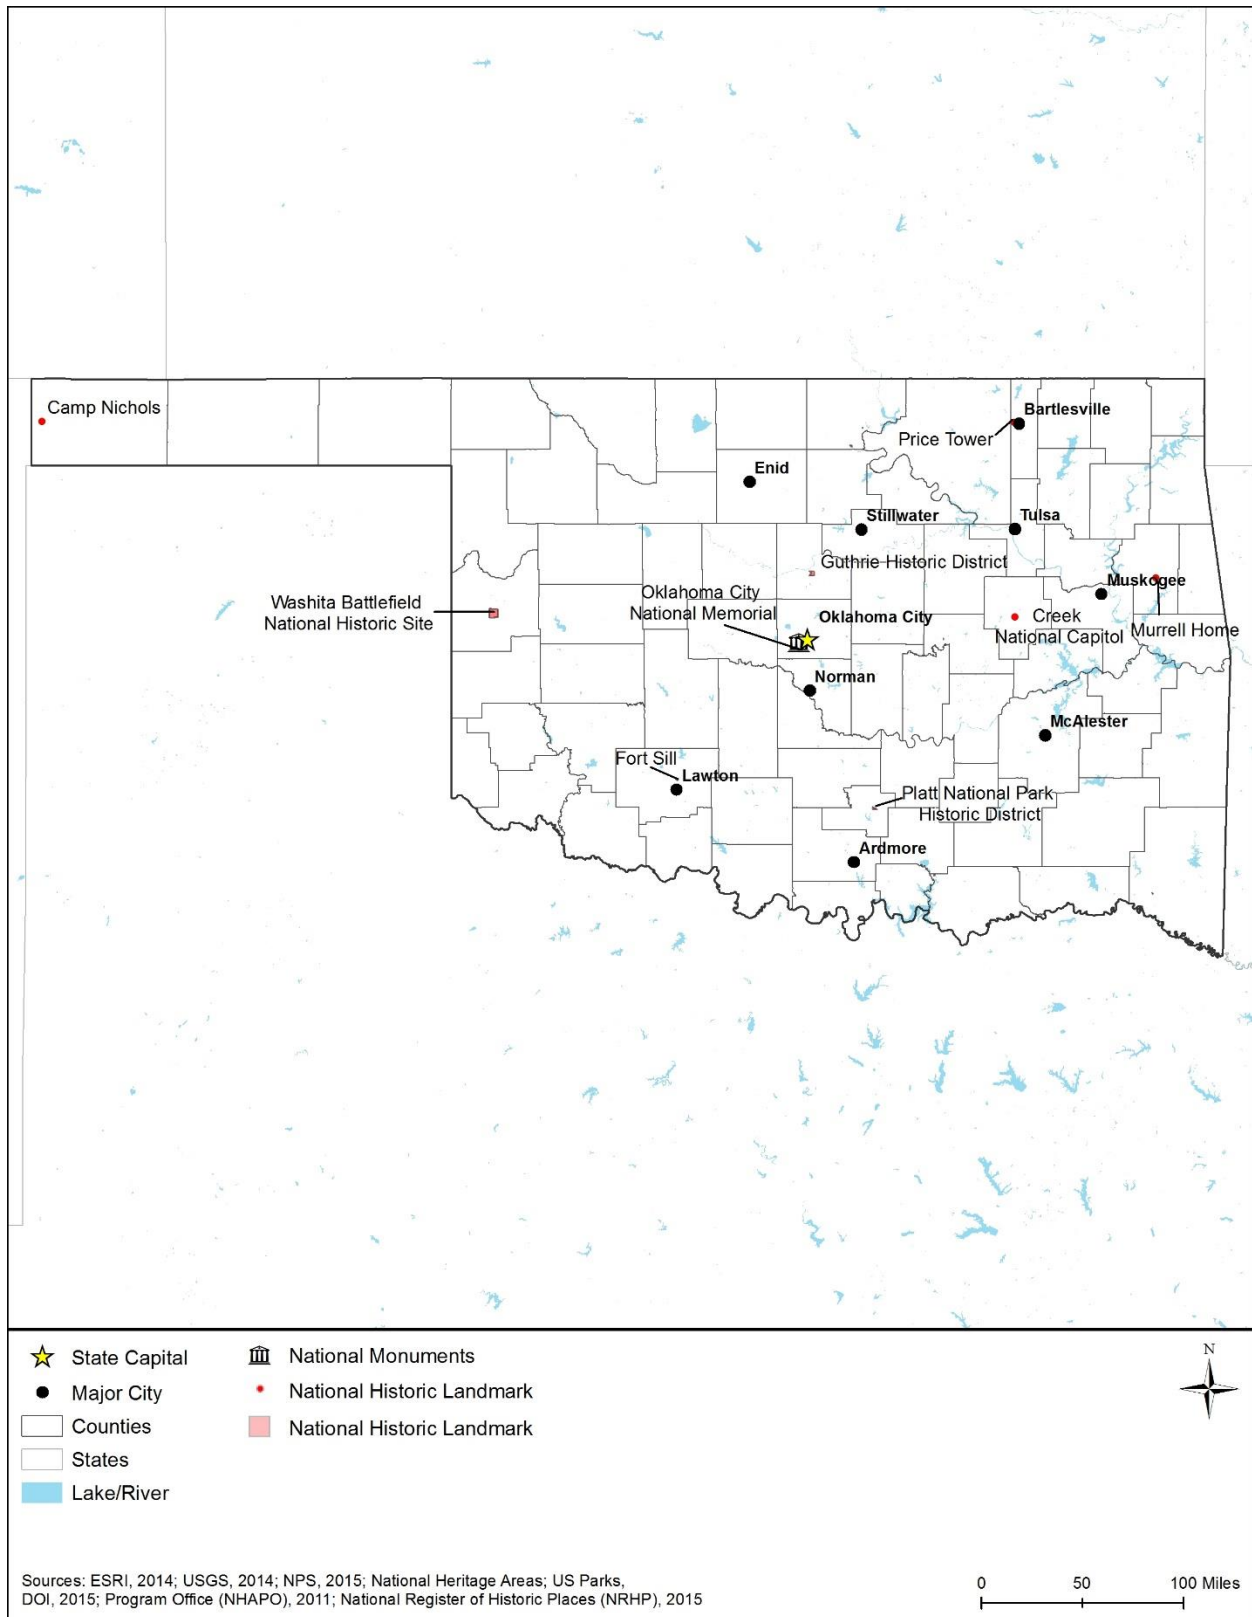 Camp Nichols
Bartlesville
Price Tower
Enid
Stillwater
Tulsa
Guthrie Historic District
Muskogee
Oklahoma City
National Memorial
Washita Battlefield
National Historic Site
Oklahoma City
Creek
National Capitol
Murrell Home
Norman
McAlester
Fort Sill
Lawton
Platt National Park
Historic District
Ardmore
State Capital
Major City
Counties
States
Lake/River
National Monuments
National Historic Landmark
National Historic Landmark
N
Sources: ESRI, 2014; USGS, 2014; NPS, 2015; National Heritage Areas; US Parks,
DOI, 2015; Program Office (NHAPO), 2011; National Register of Historic Places (NRHP), 2015
0 50 100 Miles